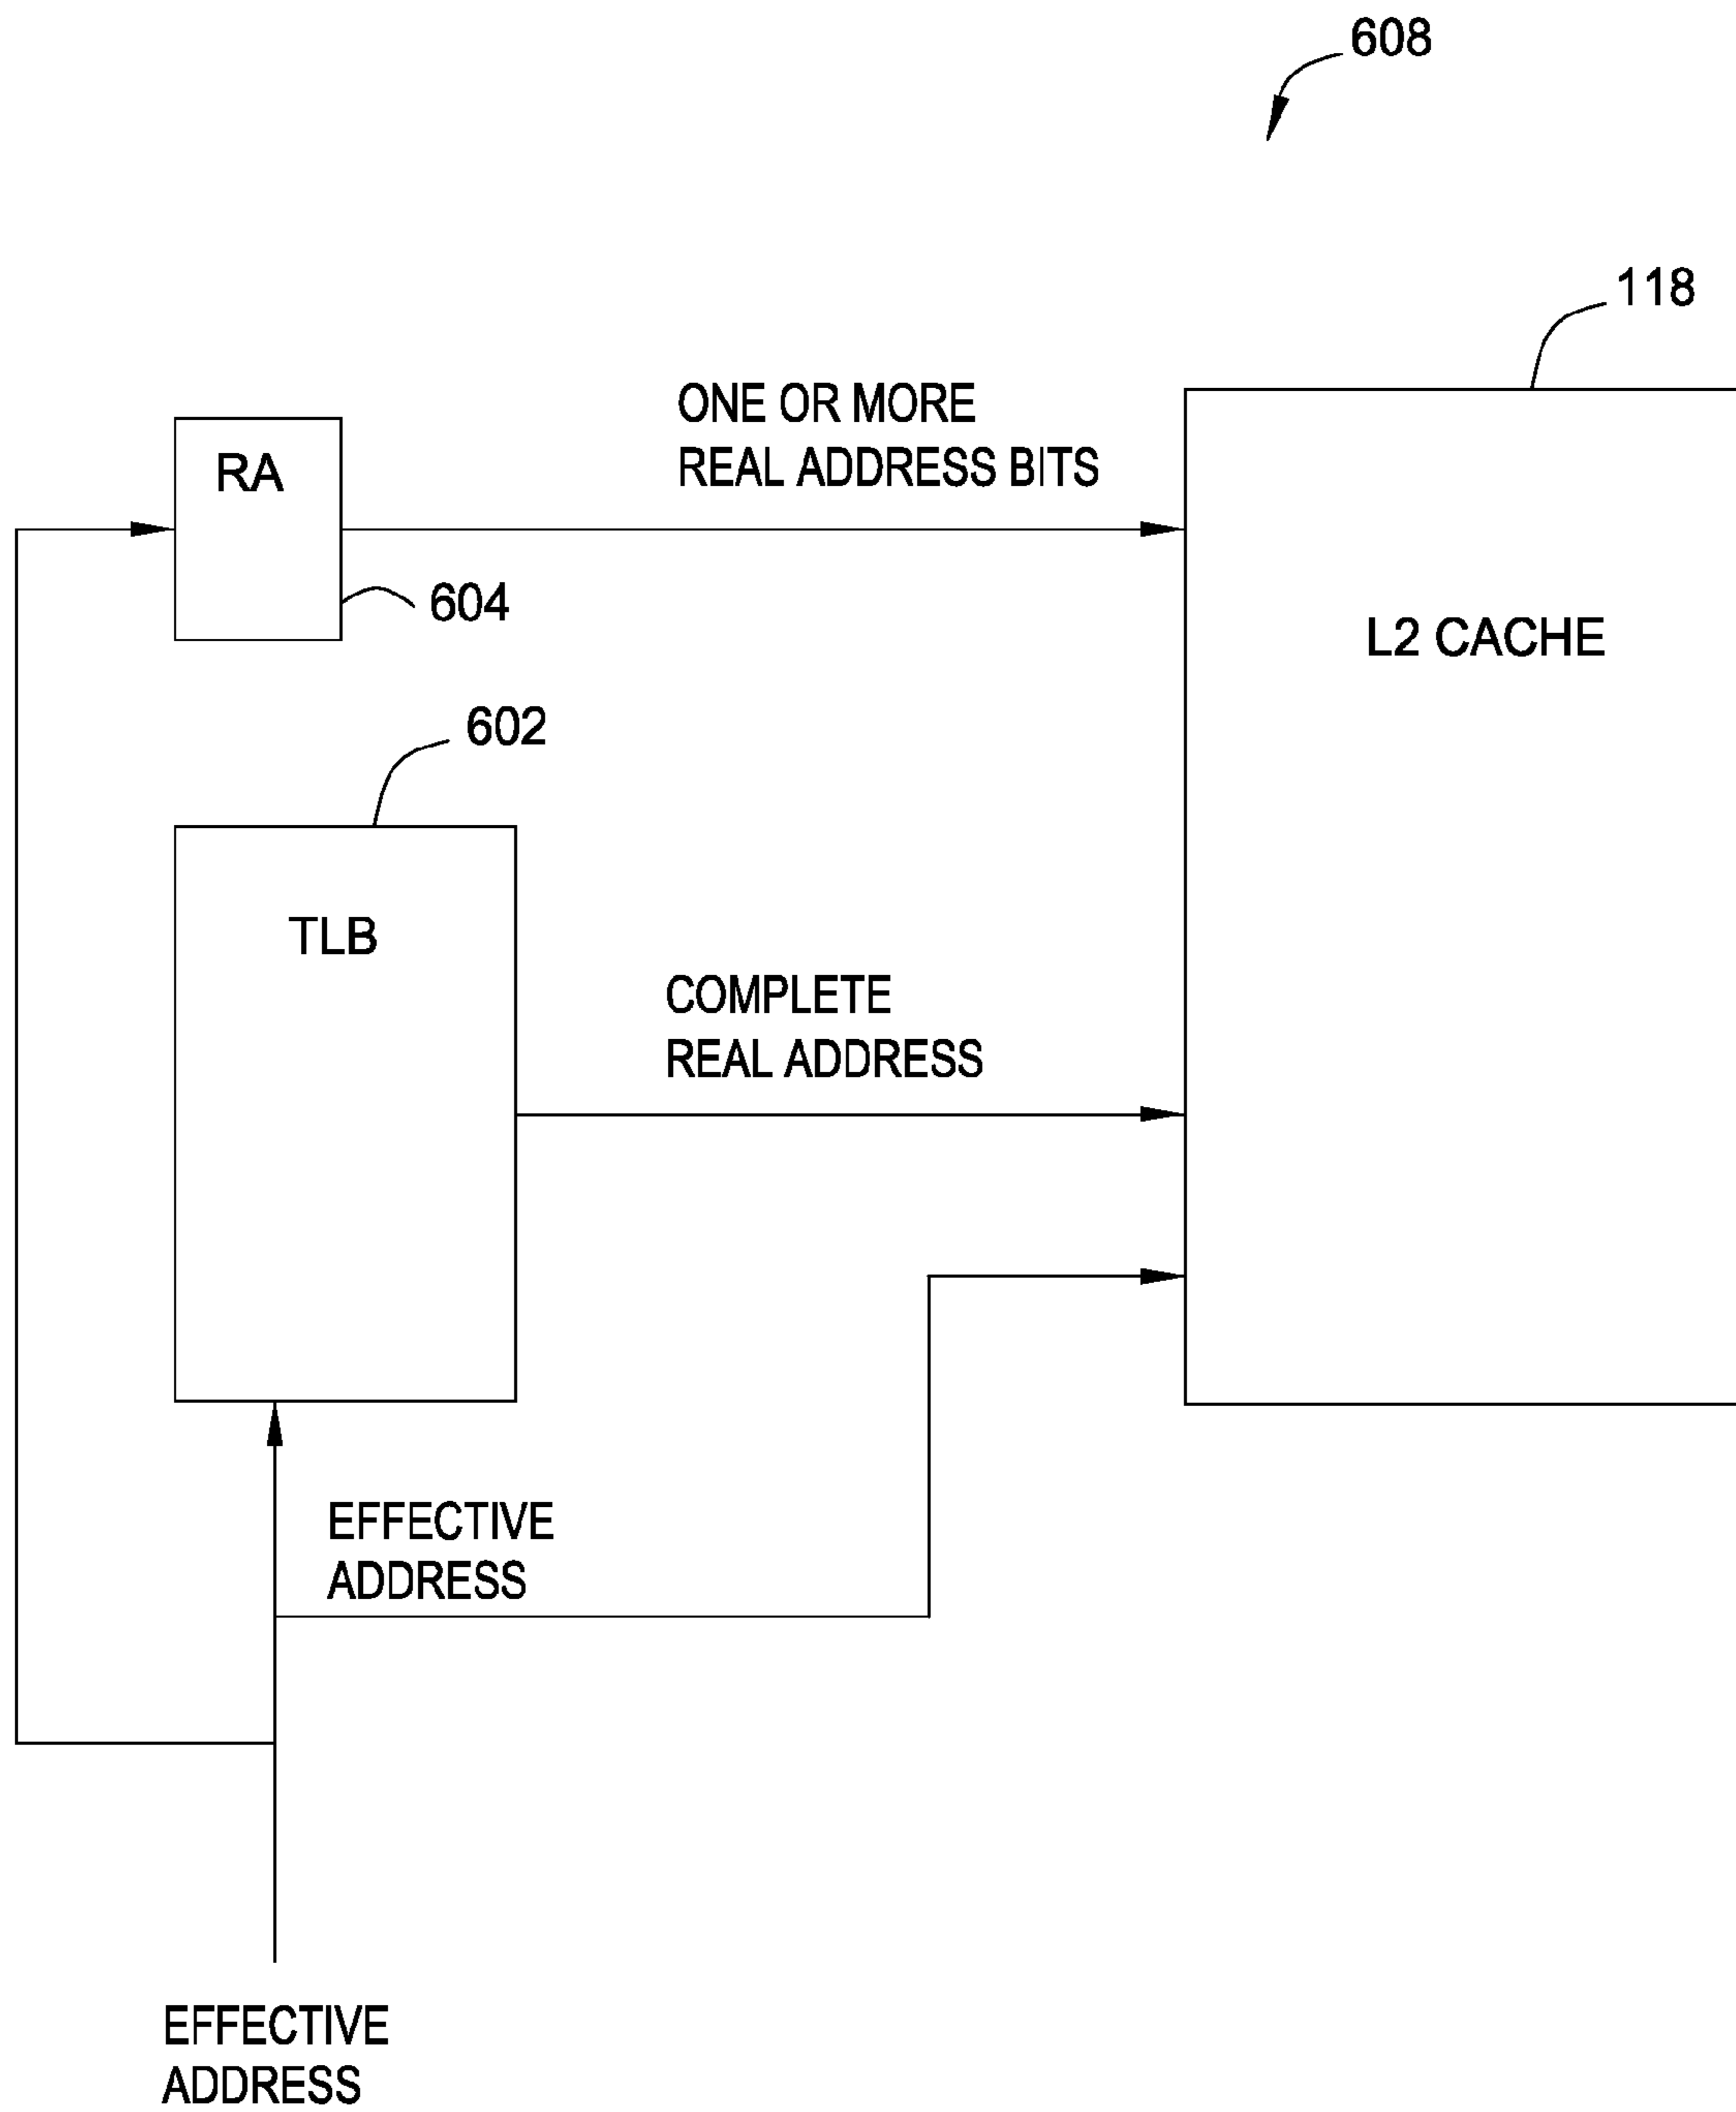 608
118
ONE OR MORE
REAL ADDRESS BITS
RA
604
L2 CACHE
602
TLB
COMPLETE
REAL ADDRESS
EFFECTIVE
ADDRESS
EFFECTIVE
ADDRESS